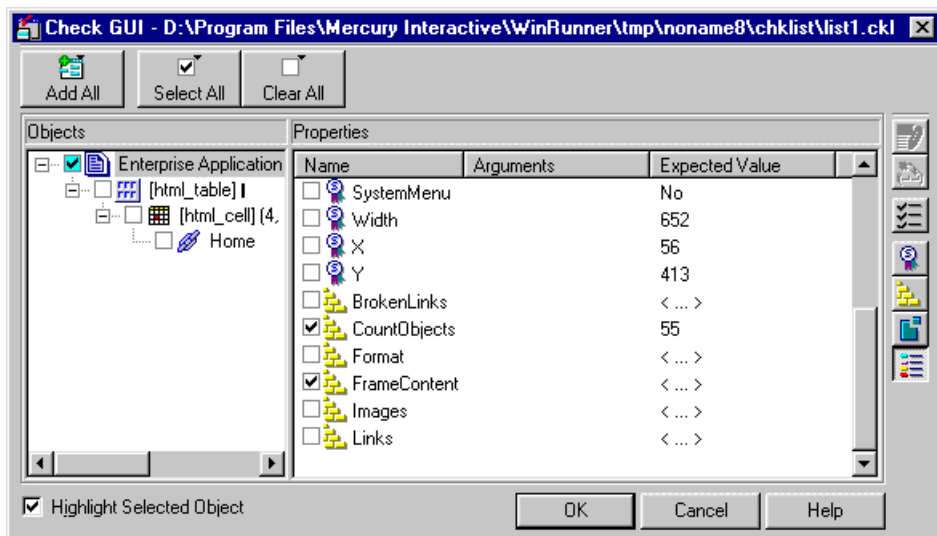 Check GUI - D:\Program Files\Mercury Interactive\WinRunner\tmp\noname8\chklist\list1.ckl
Add All Select All Clear All
Objects Properties
Enterprise Application
[html_table] I
[html_cell] (4,
Home
Name Arguments Expected Value
SystemMenu No
Width 652
X 56
Y 413
BrokenLinks < ... >
CountObjects 55
Format < ... >
FrameContent < ... >
Images < ... >
Links < ... >
Highlight Selected Object OK Cancel Help